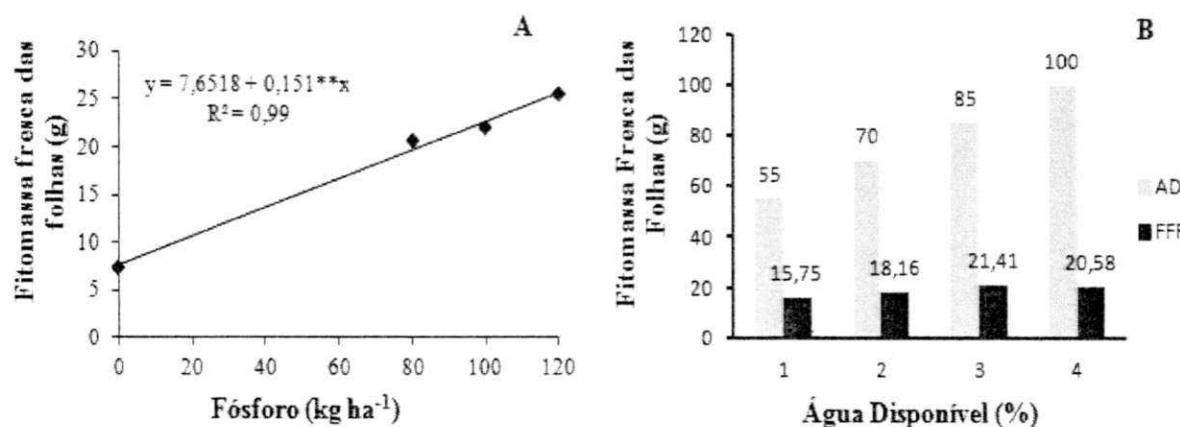 A
Fitomassa fresca das
folhas (g)
30
25
20
15
10
5
0
y = 7,6518 + 0,151**x
R² = 0,99
0 20 40 60 80 100 120
Fósforo (kg ha⁻¹)
B
Fitomassa Fresca das
Folhas (g)
120
100
80
60
40
20
0
55
70
85
100
15,75
18,16
21,41
20,58
AD
1 2 3 4
Água Disponível (%)